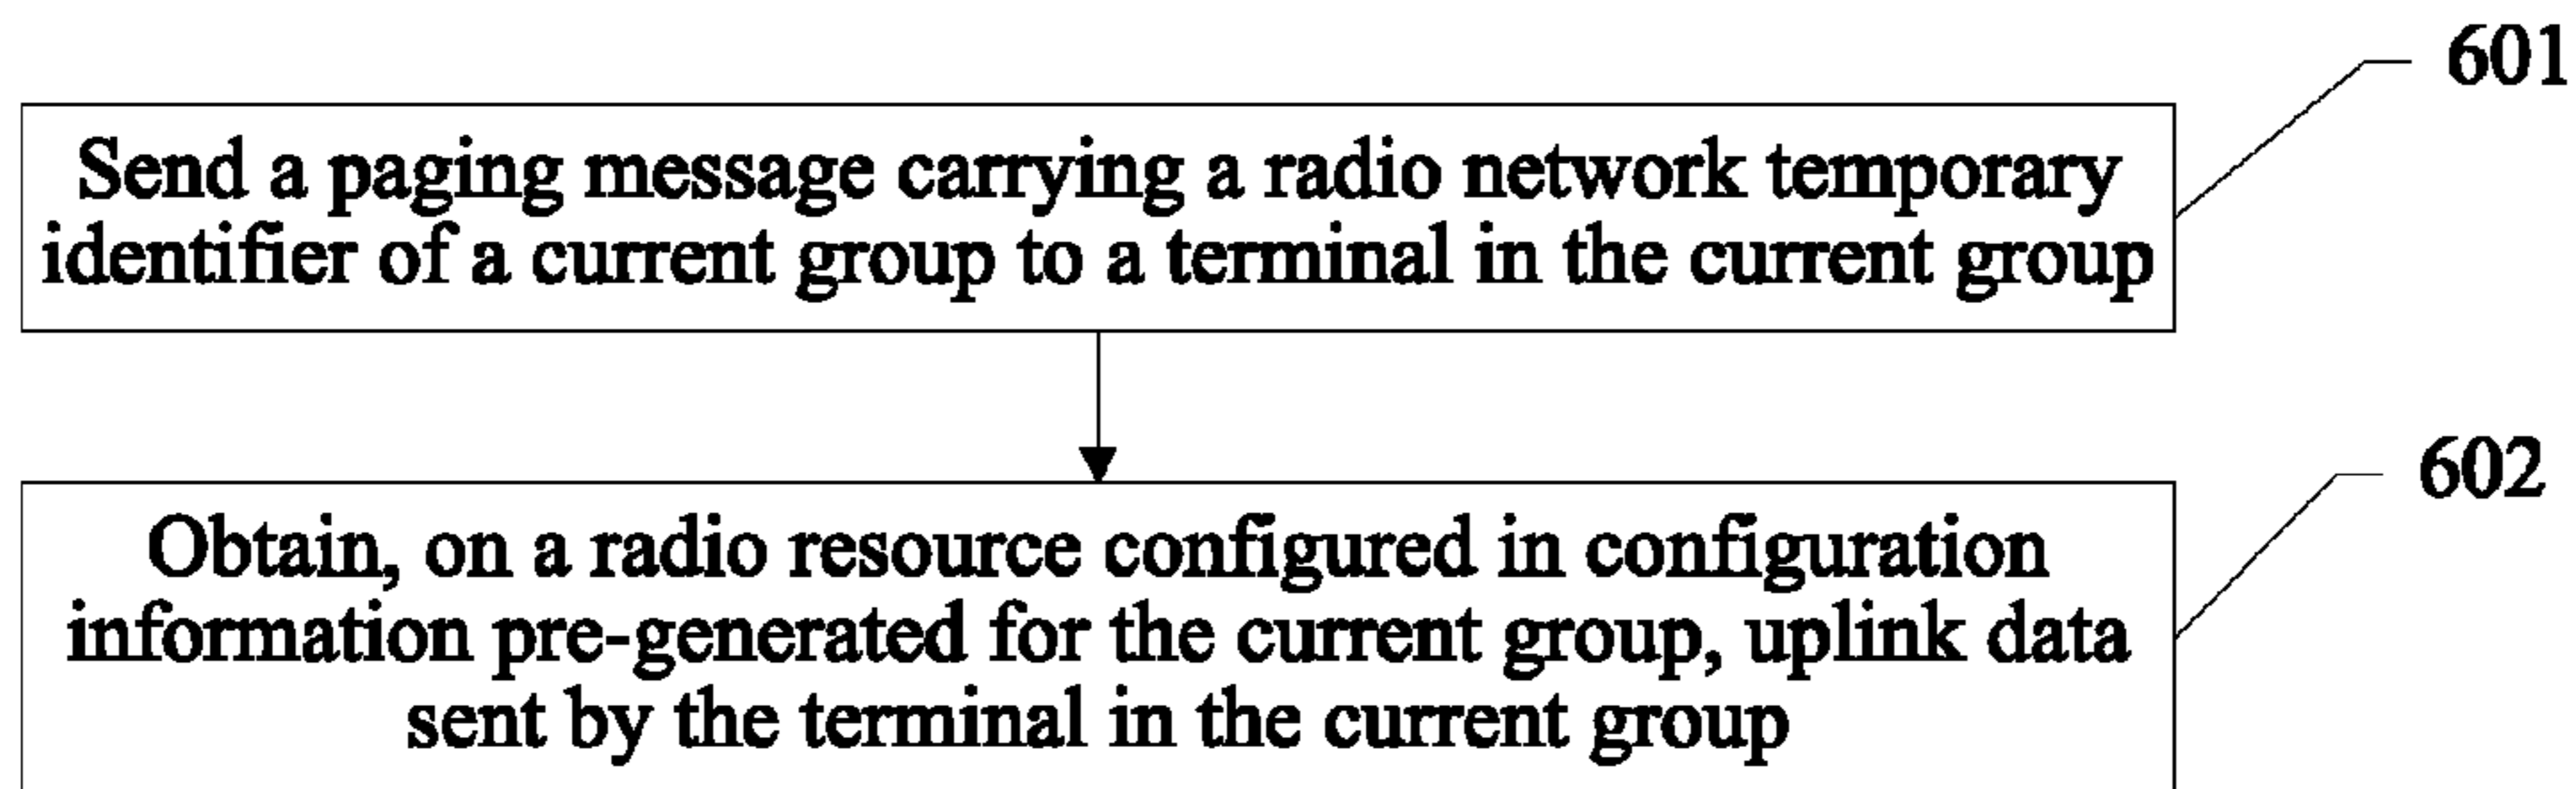 601
Send a paging message carrying a radio network temporary
identifier of a current group to a terminal in the current group
602
Obtain, on a radio resource configured in configuration
information pre-generated for the current group, uplink data
sent by the terminal in the current group